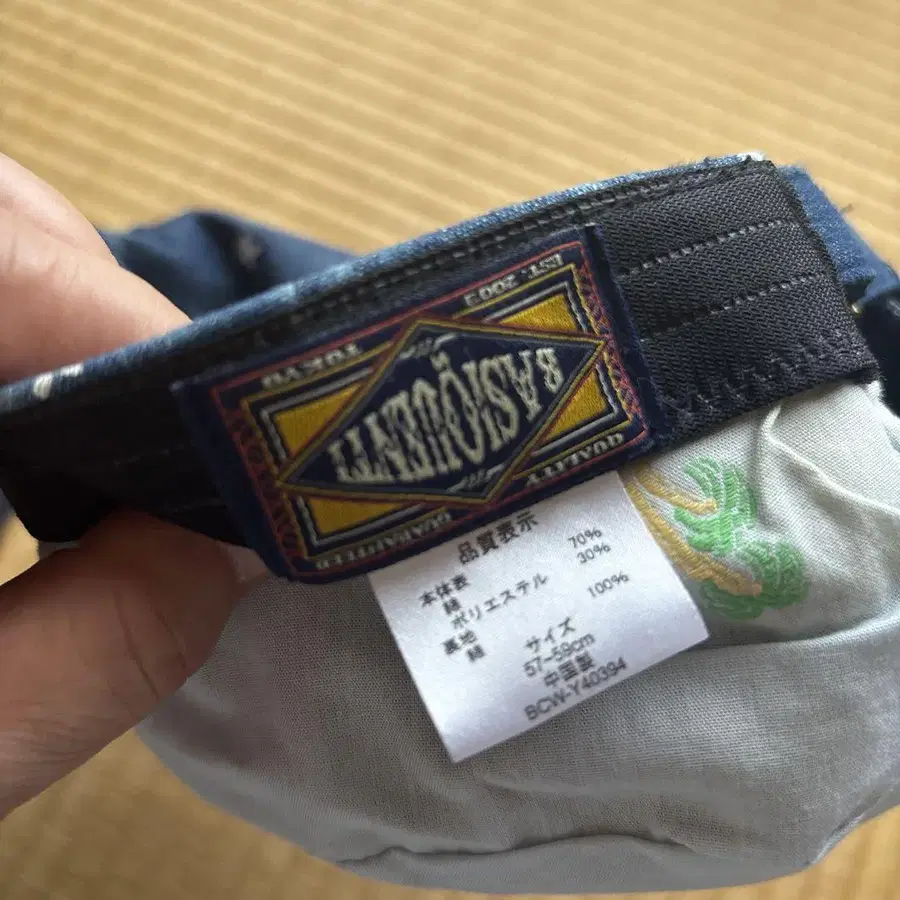 QUALITY GUARANTEED
BASIQUENTI
EST. 2003 TOKYO
品質表示
本体表
綿 70%
ポリエステル 30%
裏地
綿 100%
サイズ
57-59cm
中国製
BCW-Y40394